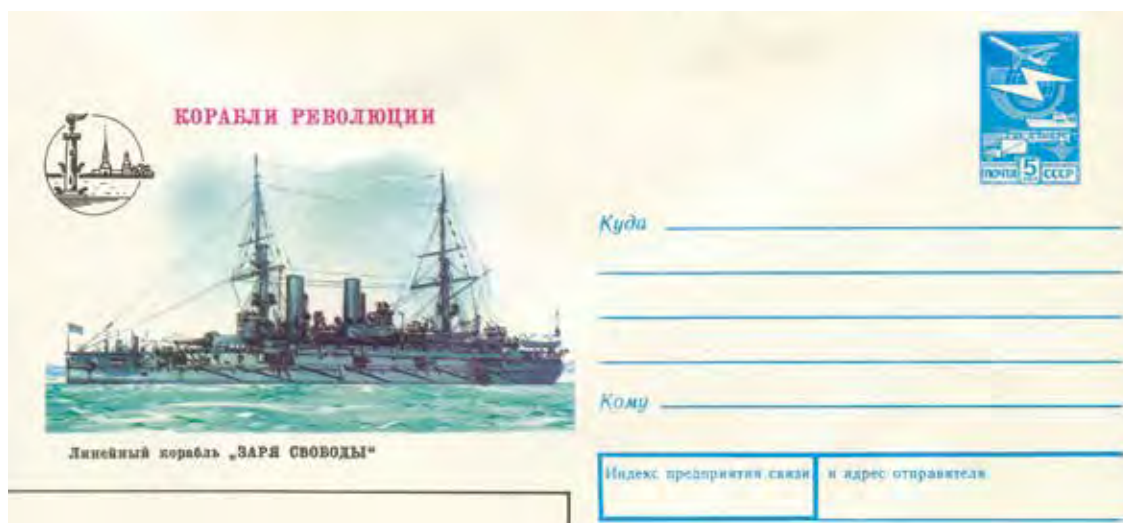 КОРАБЛИ РЕВОЛЮЦИИ
ПОЧТА 5 СССР
Куда
Кому
Линейный корабль „ЗАРЯ СВОБОДЫ“
Индекс предприятия связи и адрес отправителя